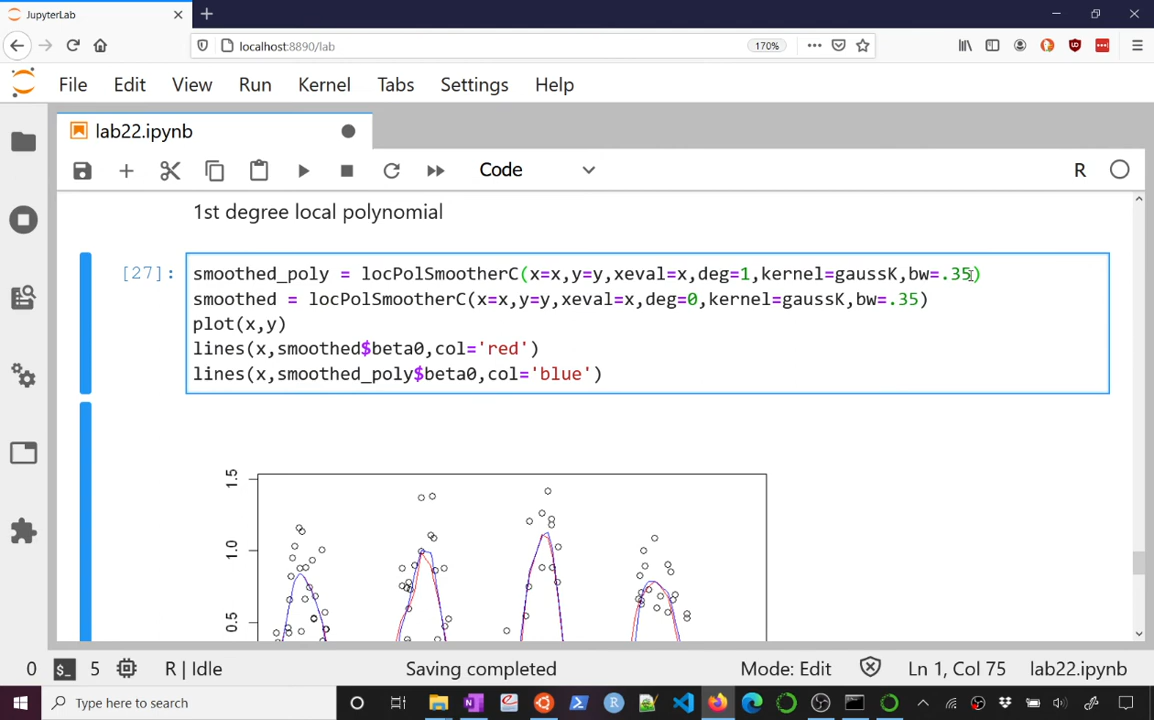 JupyterLab
localhost:8890/lab
170%
File Edit View Run Kernel Tabs Settings Help
lab22.ipynb
Code
R
1st degree local polynomial
[27]:
smoothed_poly = locPolSmootherC(x=x,y=y,xeval=x,deg=1,kernel=gaussK,bw=.35)
smoothed = locPolSmootherC(x=x,y=y,xeval=x,deg=0,kernel=gaussK,bw=.35)
plot(x,y)
lines(x,smoothed$beta0,col='red')
lines(x,smoothed_poly$beta0,col='blue')
1.5
1.0
0.5
0 $_ 5 R | Idle Saving completed Mode: Edit Ln 1, Col 75 lab22.ipynb
Type here to search